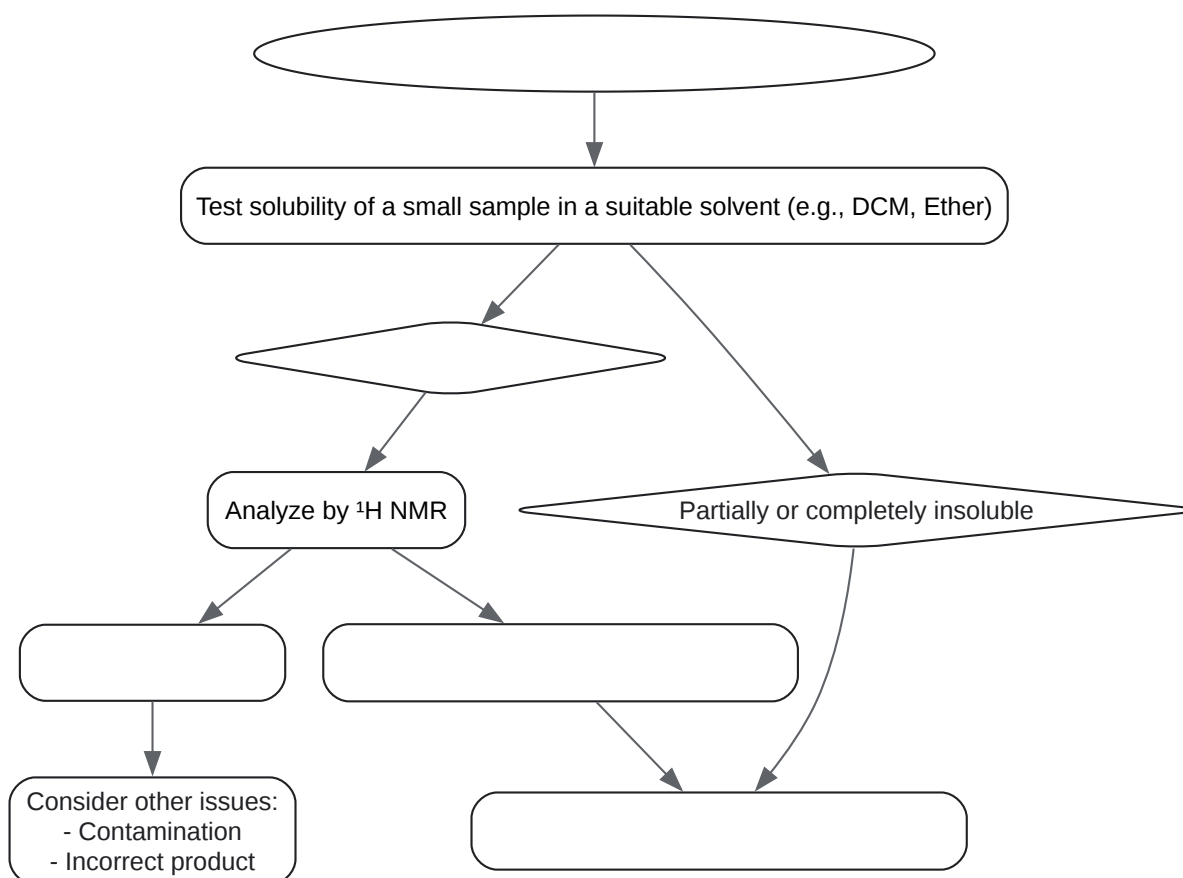 Test solubility of a small sample in a suitable solvent (e.g., DCM, Ether)
Analyze by ¹H NMR
Partially or completely insoluble
Consider other issues:
- Contamination
- Incorrect product